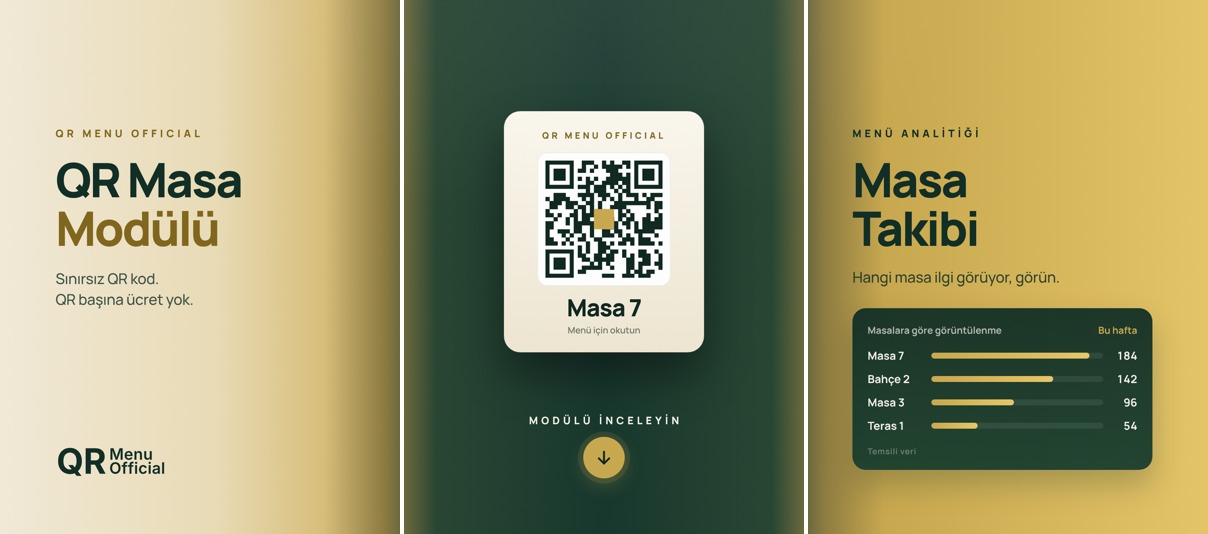 QR MENU OFFICIAL
QR Masa
Modülü
Sınırsız QR kod.
QR başına ücret yok.
QR Menu
Official
QR MENU OFFICIAL
Masa 7
Menü için okutun
MODÜLÜ İNCELEYİN
MENÜ ANALİTİĞİ
Masa
Takibi
Hangi masa ilgi görüyor, görün.
Masalara göre görüntülenme Bu hafta
Masa 7 184
Bahçe 2 142
Masa 3 96
Teras 1 54
Temsili veri